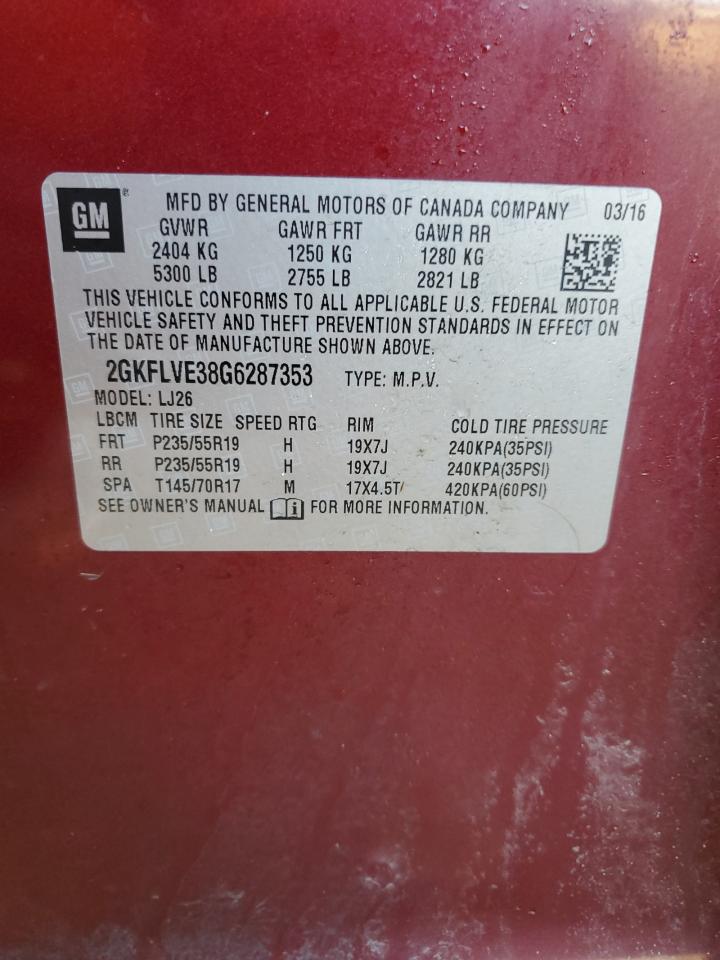 GM® MFD BY GENERAL MOTORS OF CANADA COMPANY 03/16
GVWR GAWR FRT GAWR RR
2404 KG 1250 KG 1280 KG
5300 LB 2755 LB 2821 LB
THIS VEHICLE CONFORMS TO ALL APPLICABLE U.S. FEDERAL MOTOR
VEHICLE SAFETY AND THEFT PREVENTION STANDARDS IN EFFECT ON
THE DATE OF MANUFACTURE SHOWN ABOVE.
2GKFLVE38G6287353 TYPE: M.P.V.
MODEL: LJ26
LBCM TIRE SIZE SPEED RTG RIM COLD TIRE PRESSURE
FRT P235/55R19 H 19X7J 240KPA(35PSI)
RR P235/55R19 H 19X7J 240KPA(35PSI)
SPA T145/70R17 M 17X4.5T 420KPA(60PSI)
SEE OWNER'S MANUAL i FOR MORE INFORMATION.